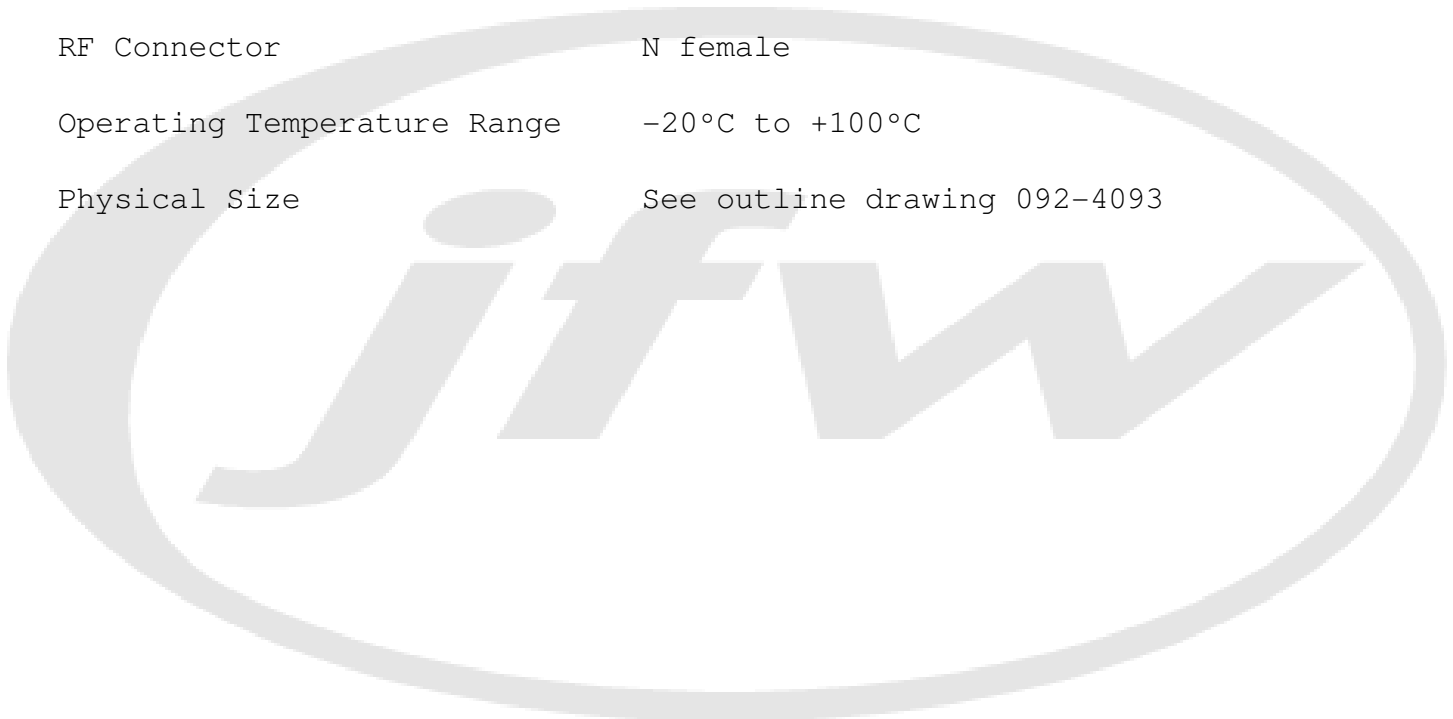 RF Connector N female
Operating Temperature Range -20°C to +100°C
Physical Size See outline drawing 092-4093
jfw